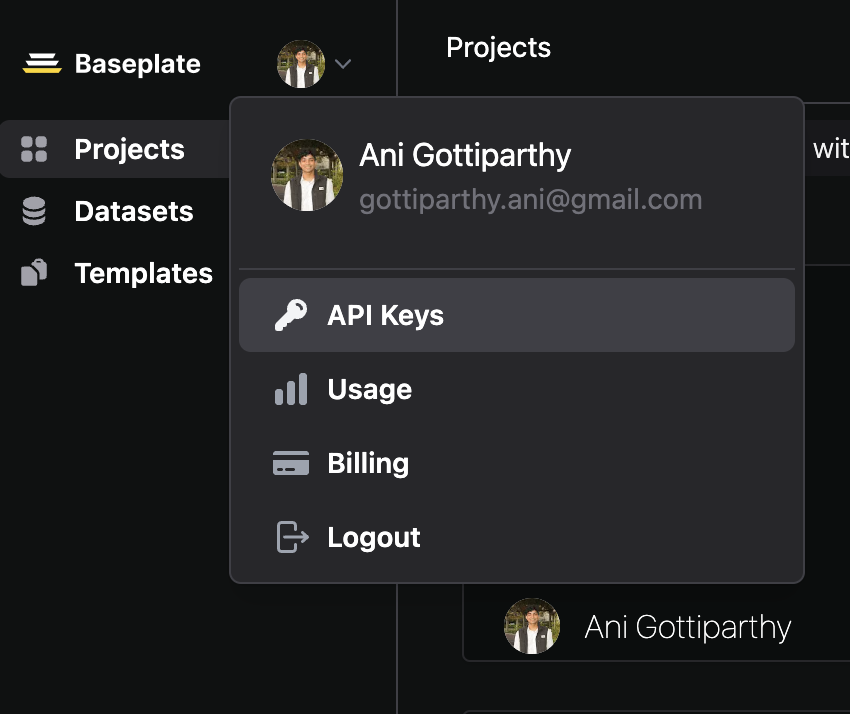 Baseplate
Projects
Datasets
Templates
Projects
Ani Gottiparthy
gottiparthy.ani@gmail.com
API Keys
Usage
Billing
Logout
Ani Gottiparthy